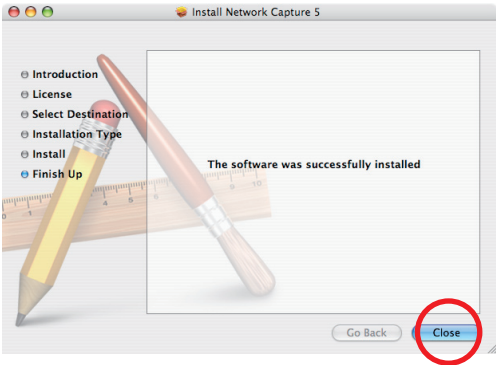 Install Network Capture 5
Introduction
License
Select Destination
Installation Type
Install
Finish Up
The software was successfully installed
Go Back
Close